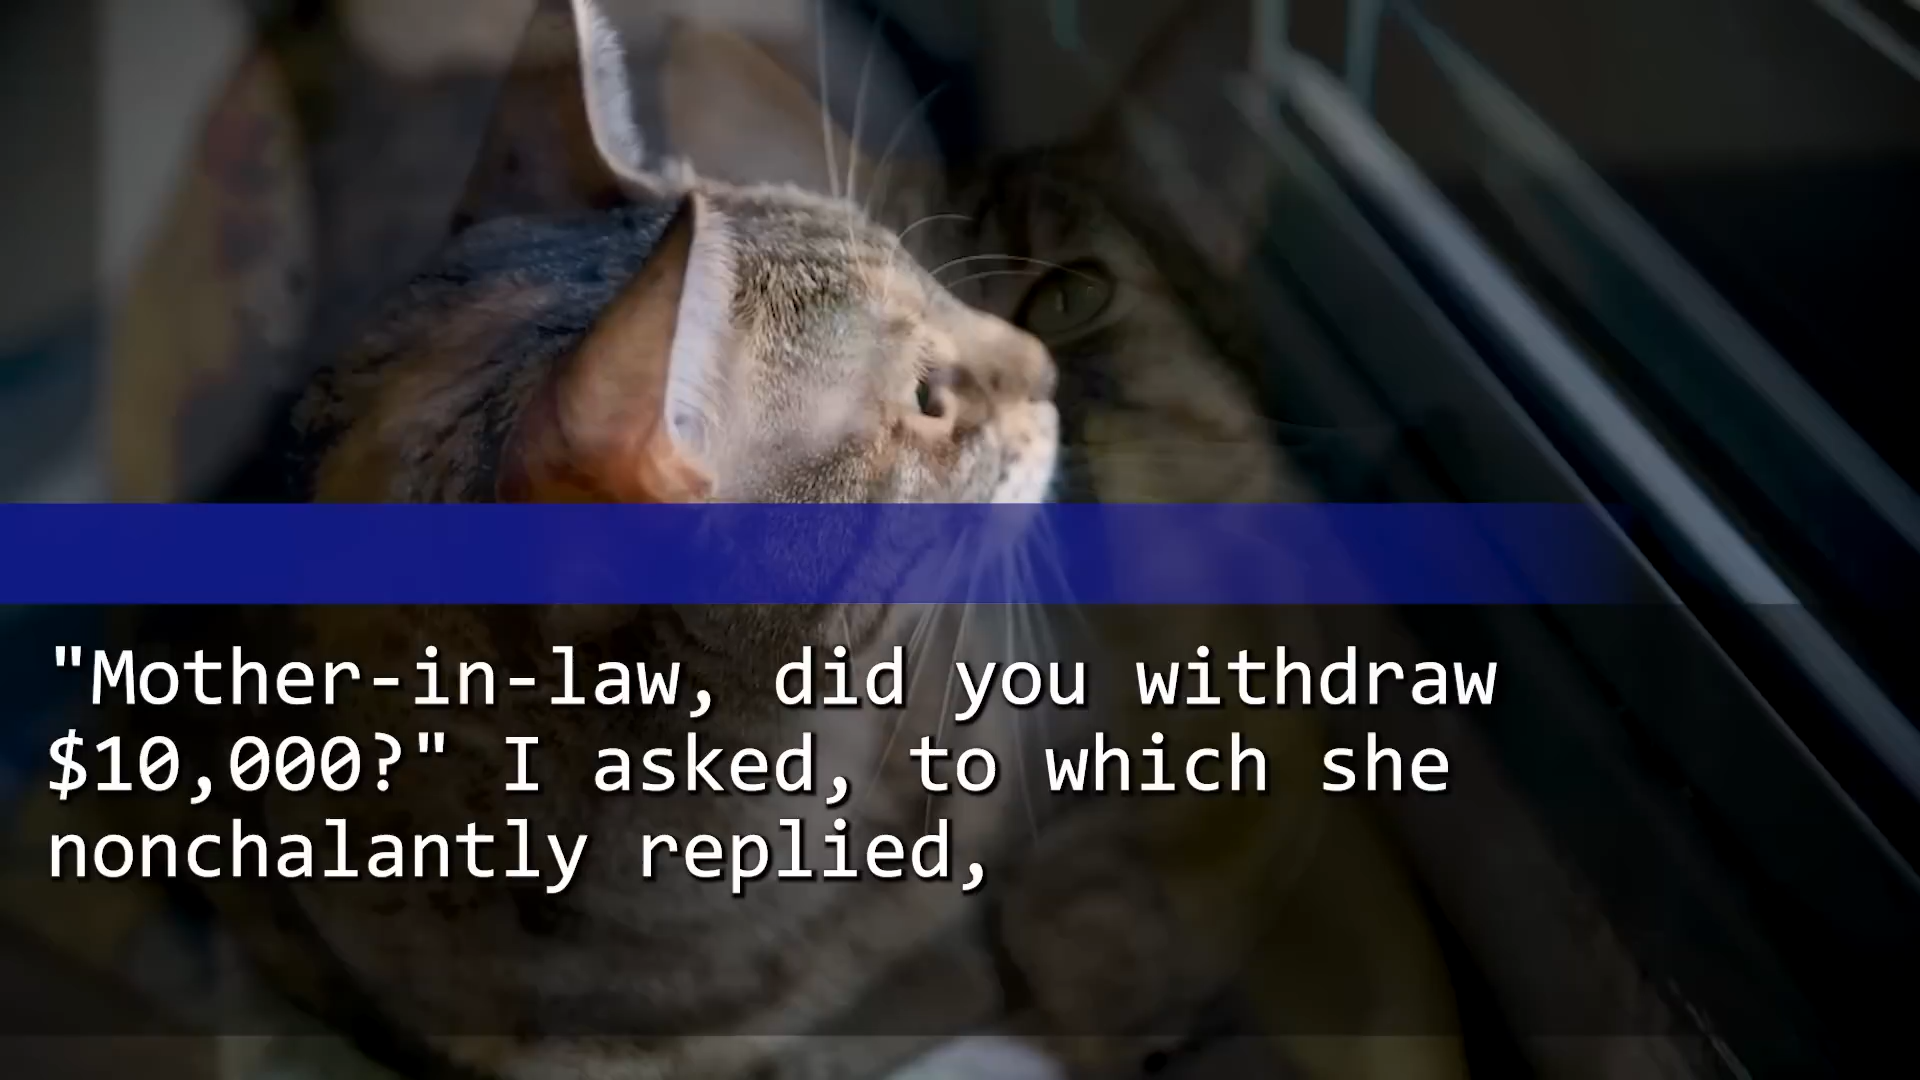 "Mother-in-law, did you withdraw
$10,000?" I asked, to which she
nonchalantly replied,